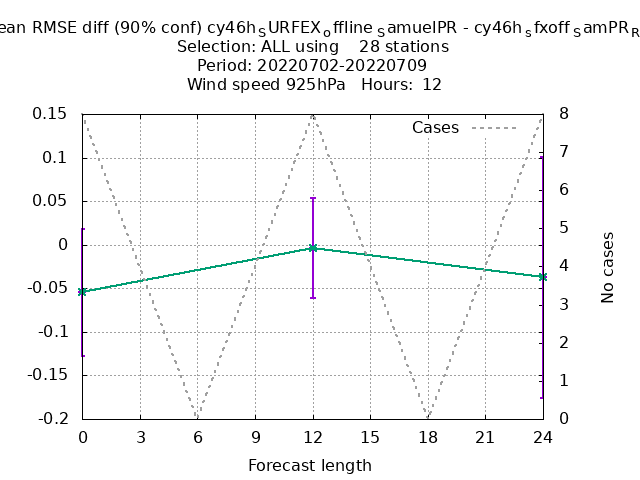 ean RMSE diff (90% conf) cy46h_SURFEX_offline_SamuelPR - cy46h_sfxoff_SamPR_R
Selection: ALL using 28 stations
Period: 20220702-20220709
Wind speed 925hPa Hours: 12
Cases
0.15
0.1
0.05
0
-0.05
-0.1
-0.15
-0.2
8
7
6
5
4
3
2
1
0
No cases
0 3 6 9 12 15 18 21 24
Forecast length